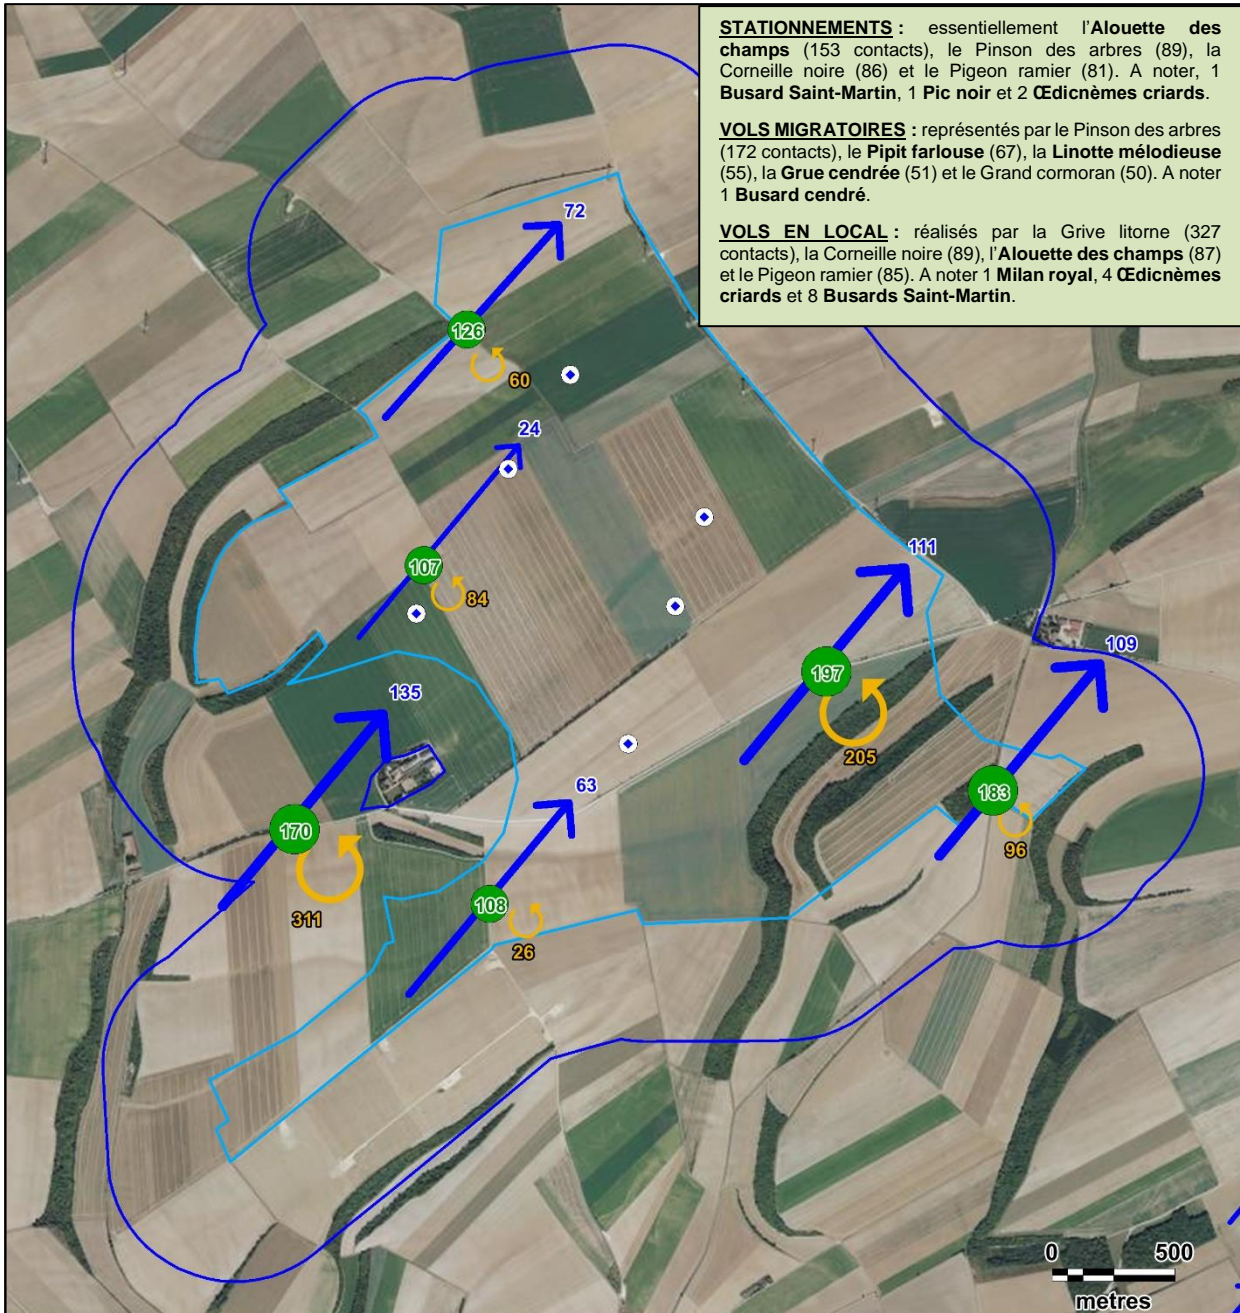 STATIONNEMENTS : essentiellement l'Alouette des
champs (153 contacts), le Pinson des arbres (89), la
Corneille noire (86) et le Pigeon ramier (81). A noter, 1
Busard Saint-Martin, 1 Pic noir et 2 Œdicnèmes criards.
VOLS MIGRATOIRES : représentés par le Pinson des arbres
(172 contacts), le Pipit farlouse (67), la Linotte mélodieuse
(55), la Grue cendrée (51) et le Grand cormoran (50). A noter
1 Busard cendré.
VOLS EN LOCAL : réalisés par la Grive litorne (327
contacts), la Corneille noire (89), l'Alouette des champs (87)
et le Pigeon ramier (85). A noter 1 Milan royal, 4 Œdicnèmes
criards et 8 Busards Saint-Martin.
72
126
60
24
107
84
111
197
205
109
183
96
135
170
311
63
108
26
0 500
metres